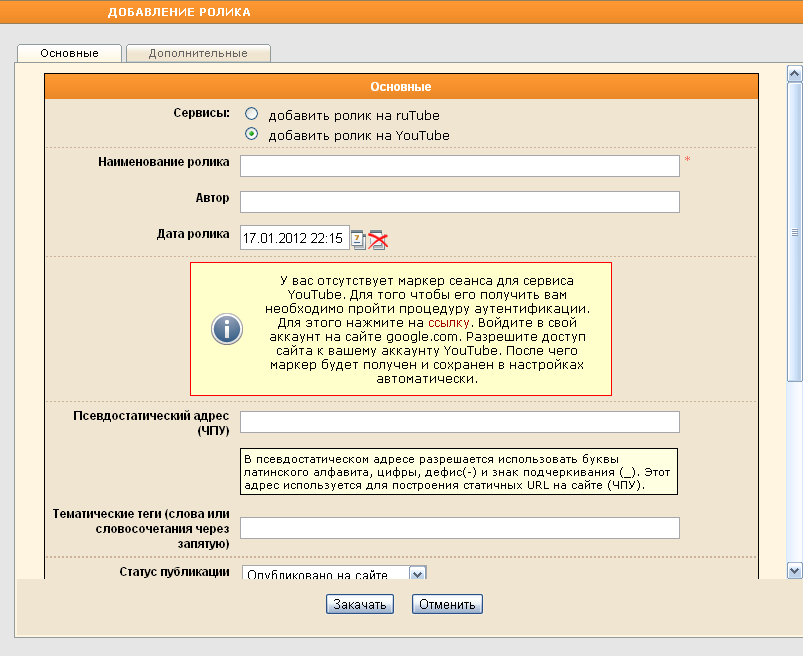 ДОБАВЛЕНИЕ РОЛИКА
Основные
Дополнительные
Основные
Сервисы:
добавить ролик на ruTube
добавить ролик на YouTube
Наименование ролика
*
Автор
Дата ролика
17.01.2012 22:15
У вас отсутствует маркер сеанса для сервиса
YouTube. Для того чтобы его получить вам
необходимо пройти процедуру аутентификации.
Для этого нажмите на ссылку. Войдите в свой
аккаунт на сайте google.com. Разрешите доступ
сайта к вашему аккаунту YouTube. После чего
маркер будет получен и сохранен в настройках
автоматически.
Псевдостатический адрес
(ЧПУ)
В псевдостатическом адресе разрешается использовать буквы
латинского алфавита, цифры, дефис(-) и знак подчеркивания (_). Этот
адрес используется для построения статичных URL на сайте (ЧПУ).
Тематические теги (слова или
словосочетания через
запятую)
Статус публикации
Опубликовано на сайте
Закачать
Отменить